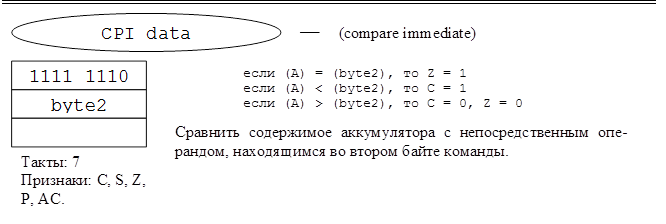 CPI data — (compare immediate)
1111 1110
byte2
если (A) = (byte2), то Z = 1
если (A) < (byte2), то C = 1
если (A) > (byte2), то C = 0, Z = 0
Сравнить содержимое аккумулятора с непосредственным опе-
рандом, находящимся во втором байте команды.
Такты: 7
Признаки: C, S, Z,
P, AC.